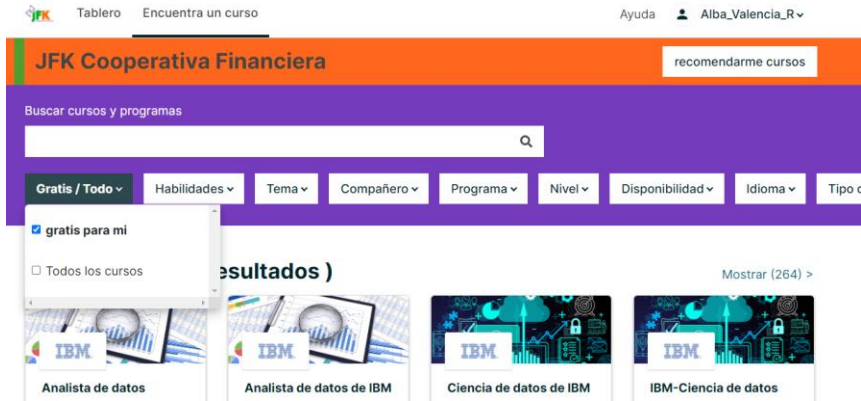 JFK Tablero Encuentra un curso Ayuda Alba_Valencia_R
JFK Cooperativa Financiera recomendarme cursos
Buscar cursos y programas
Gratis / Todo Habilidades Tema Compañero Programa Nivel Disponibilidad Idioma Tipo
gratis para mi
Todos los cursos
esultados )
Mostrar (264) >
IBM IBM IBM IBM
Analista de datos Analista de datos de IBM Ciencia de datos de IBM IBM-Ciencia de datos